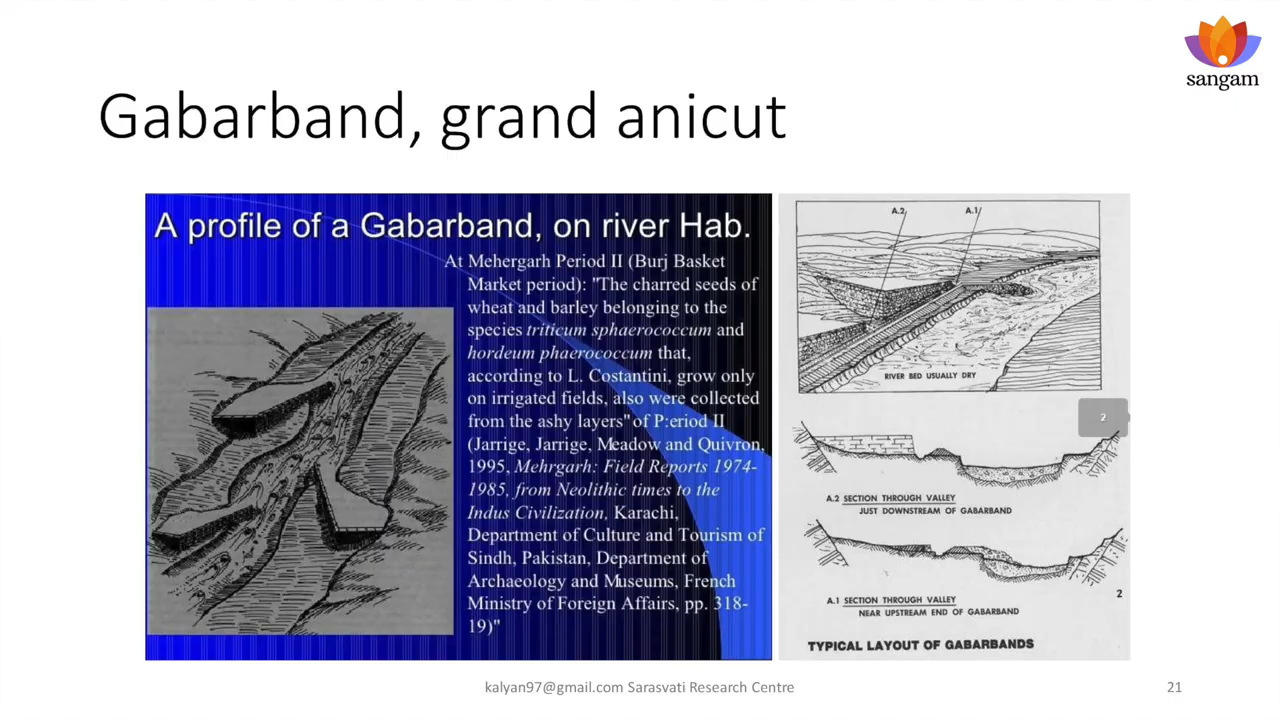 sangam
Gabarband, grand anicut
A profile of a Gabarband, on river Hab.
At Mehergarh Period II (Burj Basket
Market period): "The charred seeds of
wheat and barley belonging to the
species triticum sphaerococcum and
hordeum phaerococcum that,
according to L. Costantini, grow only
on irrigated fields, also were collected
from the ashy layers" of P:eriod II
(Jarrige, Jarrige, Meadow and Quivron,
1995, Mehrgarh: Field Reports 1974-
1985, from Neolithic times to the
Indus Civilization, Karachi,
Department of Culture and Tourism of
Sindh, Pakistan, Department of
Archaeology and Museums, French
Ministry of Foreign Affairs, pp. 318-
19)"
A.2 A.1
RIVER BED USUALLY DRY
2
A.2 SECTION THROUGH VALLEY
JUST DOWNSTREAM OF GABARBAND
A.1 SECTION THROUGH VALLEY
NEAR UPSTREAM END OF GABARBAND
2
TYPICAL LAYOUT OF GABARBANDS
kalyan97@gmail.com Sarasvati Research Centre
21